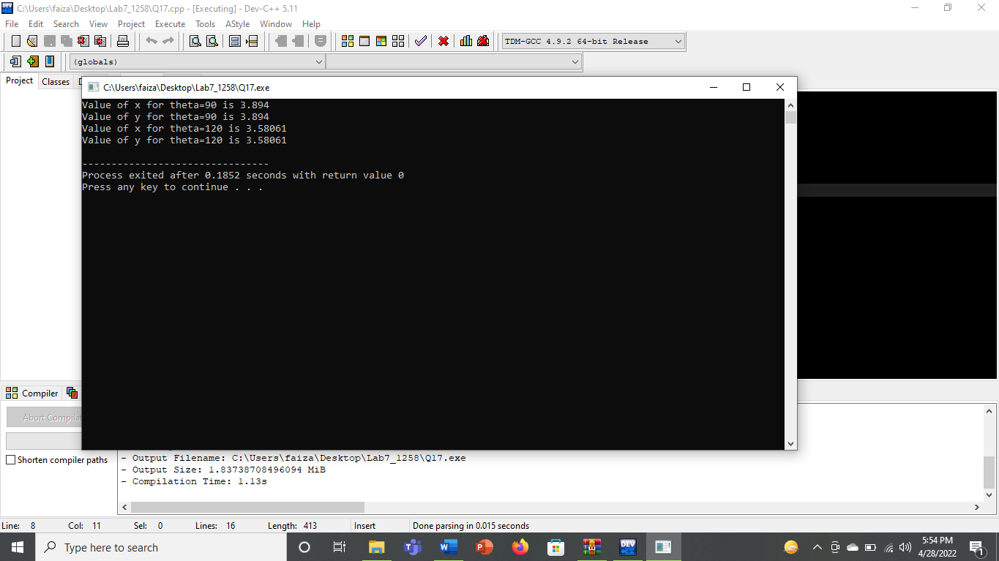 C:\Users\faiza\Desktop\Lab7_1258\Q17.cpp - [Executing] - Dev-C++ 5.11
File Edit Search View Project Execute Tools AStyle Window Help
TDM-GCC 4.9.2 64-bit Release
(globals)
Project Classes
C:\Users\faiza\Desktop\Lab7_1258\Q17.exe
Value of x for theta=90 is 3.894
Value of y for theta=90 is 3.894
Value of x for theta=120 is 3.58061
Value of y for theta=120 is 3.58061
--------------------------------
Process exited after 0.1852 seconds with return value 0
Press any key to continue . . .
Compiler
Abort
Shorten compiler paths
- Output Filename: C:\Users\faiza\Desktop\Lab7_1258\Q17.exe
- Output Size: 1.83738708496094 MiB
- Compilation Time: 1.13s
Line: 8 Col: 11 Sel: 0 Lines: 16 Length: 413 Insert Done parsing in 0.015 seconds
Type here to search
DEV
5:54 PM
4/28/2022
1